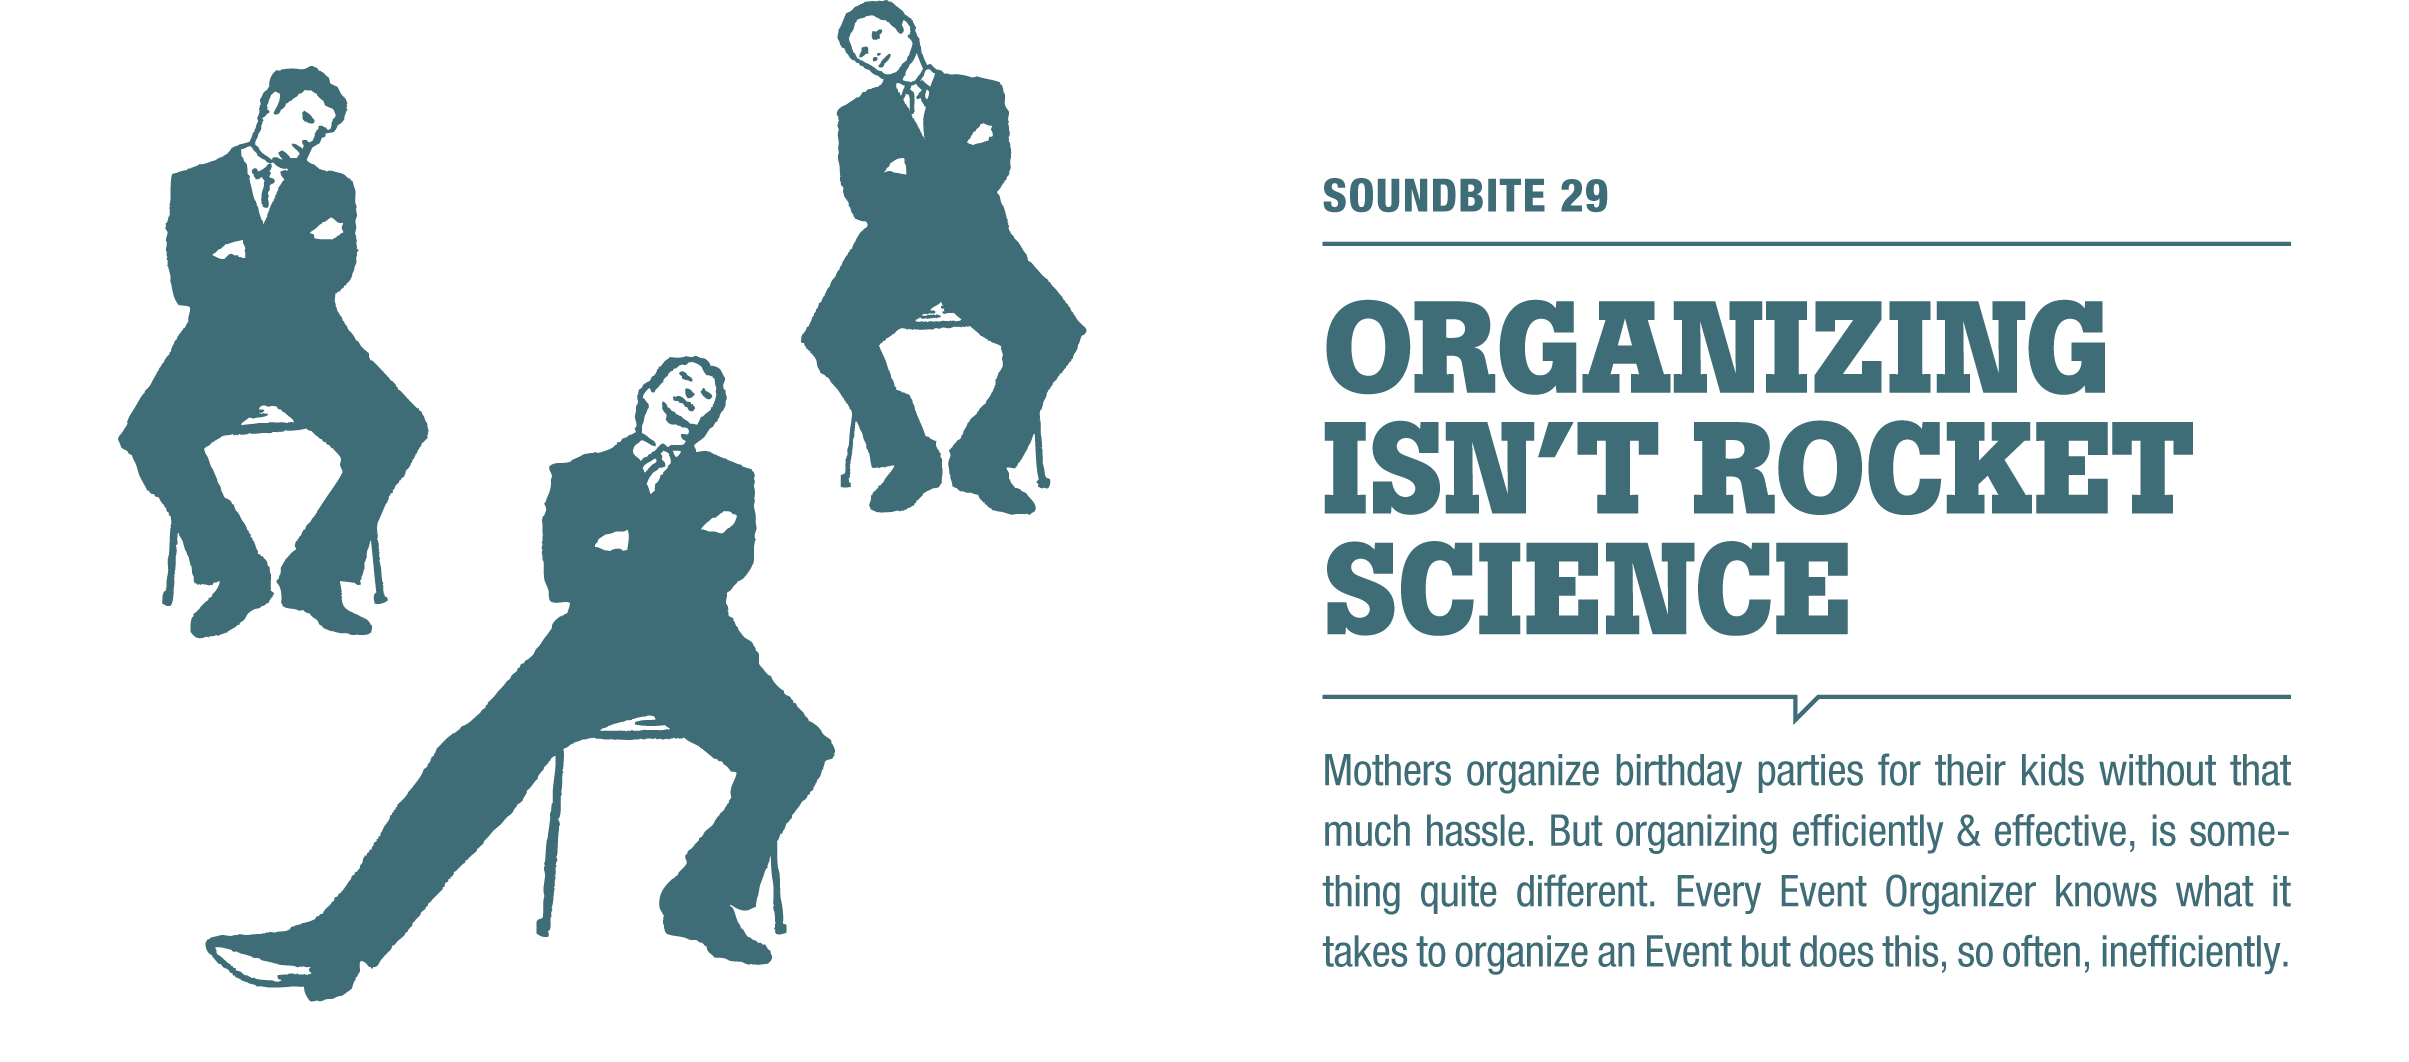 SOUNDBITE 29
ORGANIZING
ISN'T ROCKET
SCIENCE
Mothers organize birthday parties for their kids without that
much hassle. But organizing efficiently & effective, is some-
thing quite different. Every Event Organizer knows what it
takes to organize an Event but does this, so often, inefficiently.